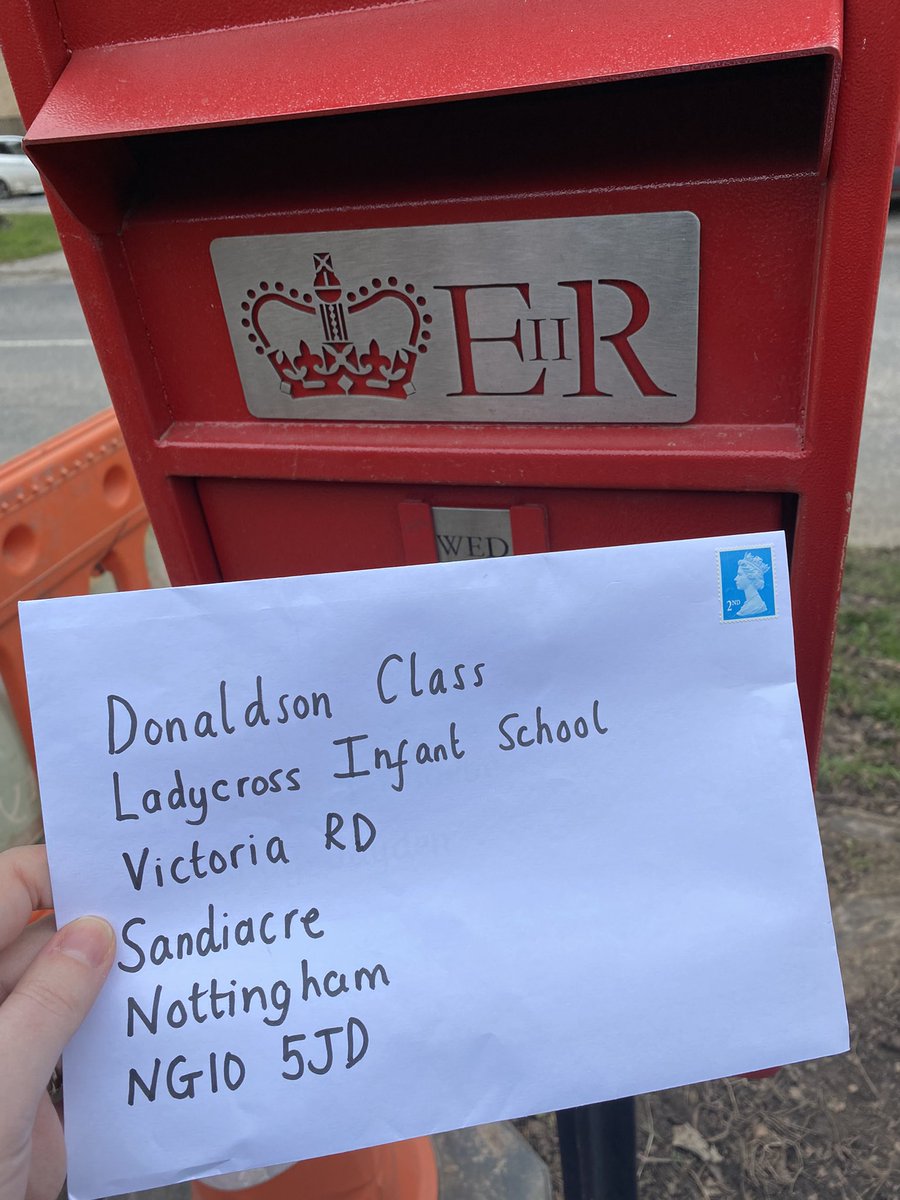 EIIR
WED
2ND
Donaldson Class
Ladycross Infant School
Victoria RD
Sandiacre
Nottingham
NG10 5JD